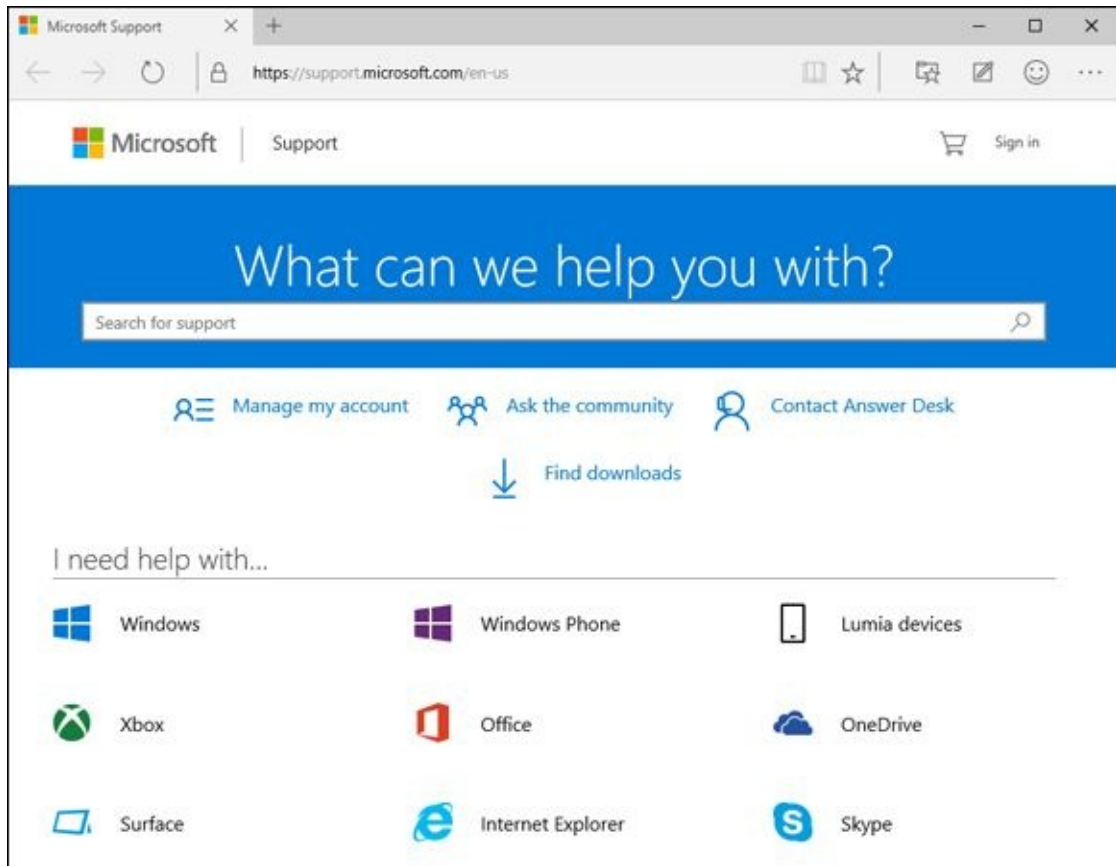 Microsoft Support
https://support.microsoft.com/en-us
Microsoft Support Sign in
What can we help you with?
Search for support
Manage my account Ask the community Contact Answer Desk
Find downloads
I need help with...
Windows Windows Phone Lumia devices
Xbox Office OneDrive
Surface Internet Explorer Skype